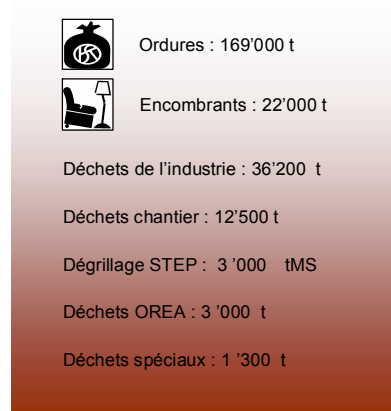 Ordures : 169'000 t
Encombrants : 22'000 t
Déchets de l'industrie : 36'200 t
Déchets chantier : 12'500 t
Dégrillage STEP : 3 '000 tMS
Déchets OREA : 3 '000 t
Déchets spéciaux : 1 '300 t